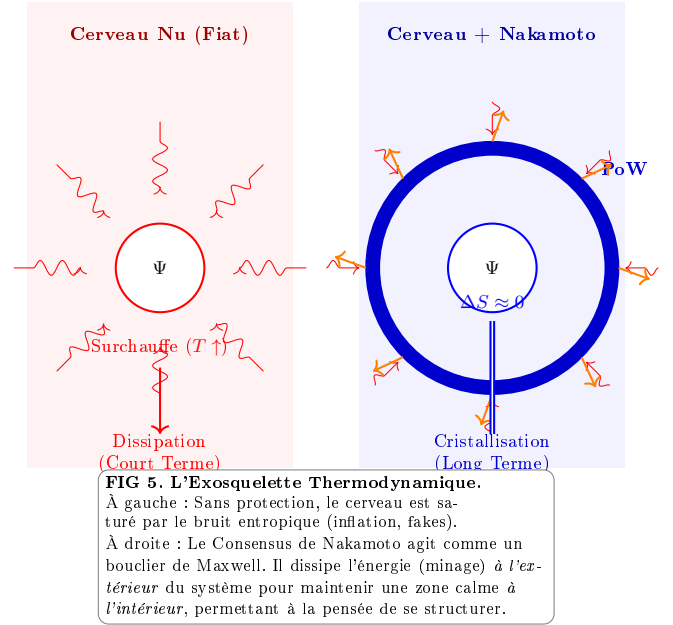 Cerveau Nu (Fiat)
Ψ
Surchauffe (T ↑)
Dissipation
(Court Terme)
Cerveau + Nakamoto
PoW
Ψ
ΔS ≈ 0
Cristallisation
(Long Terme)
FIG 5. L'Exosquelette Thermodynamique.
À gauche : Sans protection, le cerveau est sa-
turé par le bruit entropique (inflation, fakes).
À droite : Le Consensus de Nakamoto agit comme un
bouclier de Maxwell. Il dissipe l'énergie (minage) à l'ex-
térieur du système pour maintenir une zone calme à
l'intérieur, permettant à la pensée de se structurer.